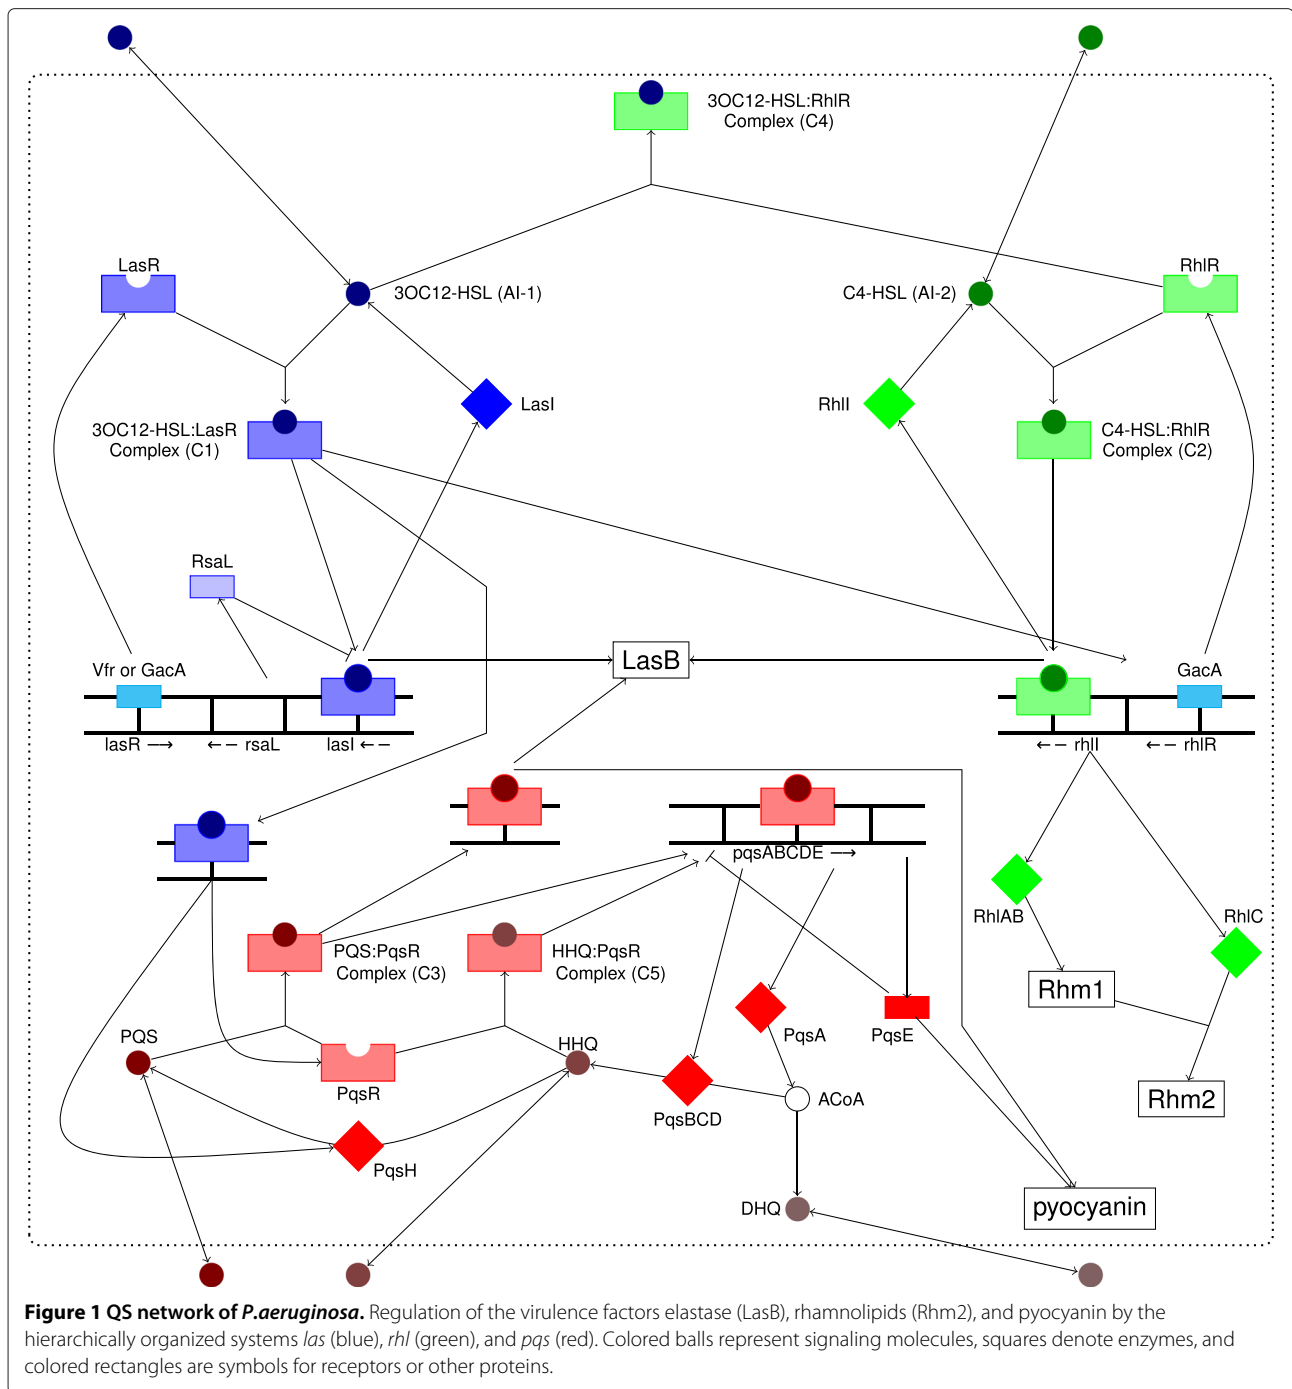 3OC12-HSL:RhlR
Complex (C4)
LasR
3OC12-HSL (AI-1)
C4-HSL (AI-2)
RhlR
LasI
RhlI
3OC12-HSL:LasR
Complex (C1)
C4-HSL:RhlR
Complex (C2)
RsaL
LasB
Vfr or GacA
GacA
lasR −→
←− rsaL
lasI ←−
←− rhlI
←− rhlR
pqsABCDE −→
RhlAB
RhlC
PQS:PqsR
Complex (C3)
HHQ:PqsR
Complex (C5)
Rhm1
PQS
HHQ
PqsA
PqsE
PqsR
PqsBCD
ACoA
Rhm2
PqsH
DHQ
pyocyanin
Figure 1 QS network of P.aeruginosa. Regulation of the virulence factors elastase (LasB), rhamnolipids (Rhm2), and pyocyanin by the
hierarchically organized systems las (blue), rhl (green), and pqs (red). Colored balls represent signaling molecules, squares denote enzymes, and
colored rectangles are symbols for receptors or other proteins.